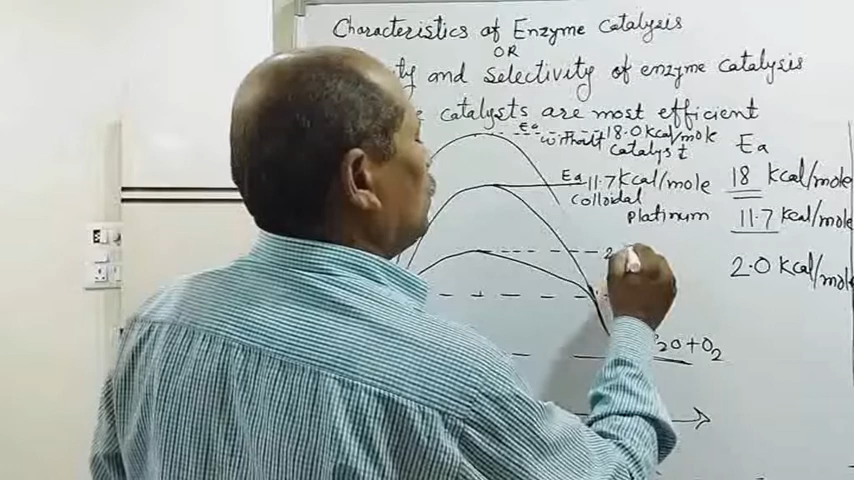 Characteristics of Enzyme catalysis
OR
and selectivity of enzyme catalysis
catalysts are most efficient
Ea 18.0 kcal/mole
without catalyst
Ea
Ea 11.7 kcal/mole
colloidal
platinum
18 kcal/mole
11.7 kcal/mole
2.0 kcal/mole
2O + O2